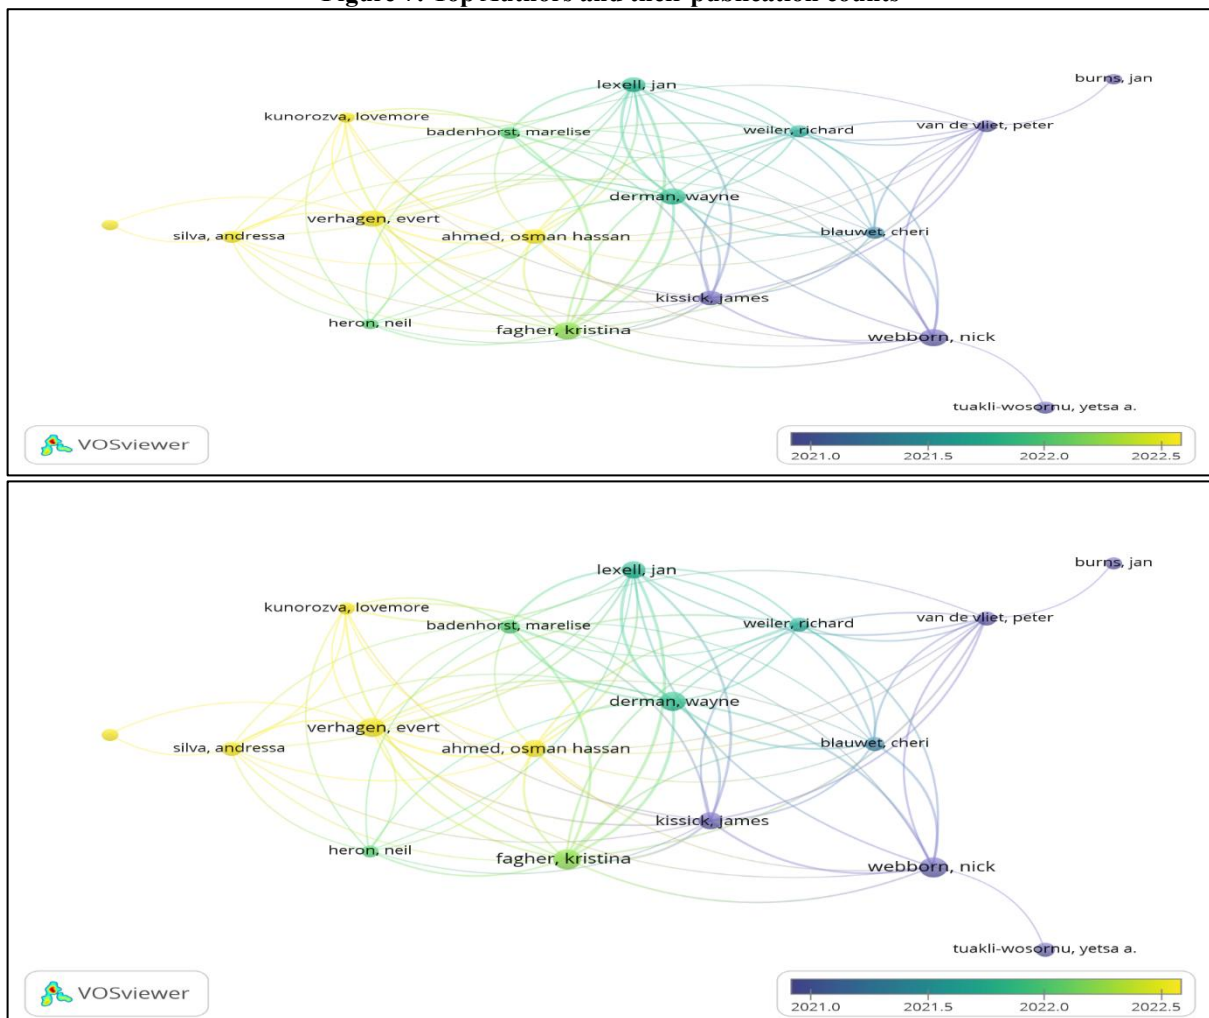 Figure 7: Top Authors and their publication counts
lexell, jan
burns, jan
kunorozva, lovemore
badenhorst, marelise
weiler, richard
van de vliet, peter
derman, wayne
verhagen, evert
silva, andressa
ahmed, osman hassan
blauwet, cheri
kissick, james
heron, neil
fagher, kristina
webborn, nick
tuakli-wosornu, yetsa a.
VOSviewer
2021.0 2021.5 2022.0 2022.5
lexell, jan
burns, jan
kunorozva, lovemore
badenhorst, marelise
weiler, richard
van de vliet, peter
derman, wayne
verhagen, evert
silva, andressa
ahmed, osman hassan
blauwet, cheri
kissick, james
heron, neil
fagher, kristina
webborn, nick
tuakli-wosornu, yetsa a.
VOSviewer
2021.0 2021.5 2022.0 2022.5